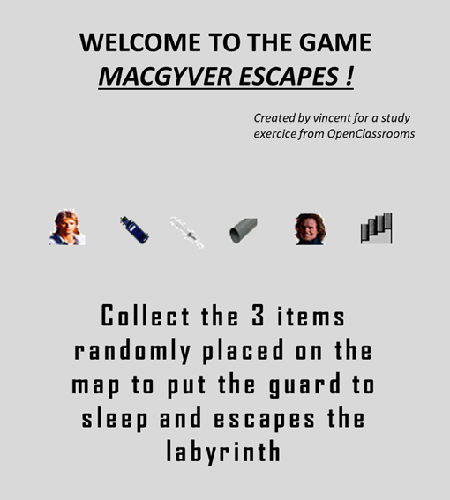 WELCOME TO THE GAME
MACGYVER ESCAPES !
Created by vincent for a study
exercice from OpenClassrooms
Collect the 3 items
randomly placed on the
map to put the guard to
sleep and escapes the
labyrinth